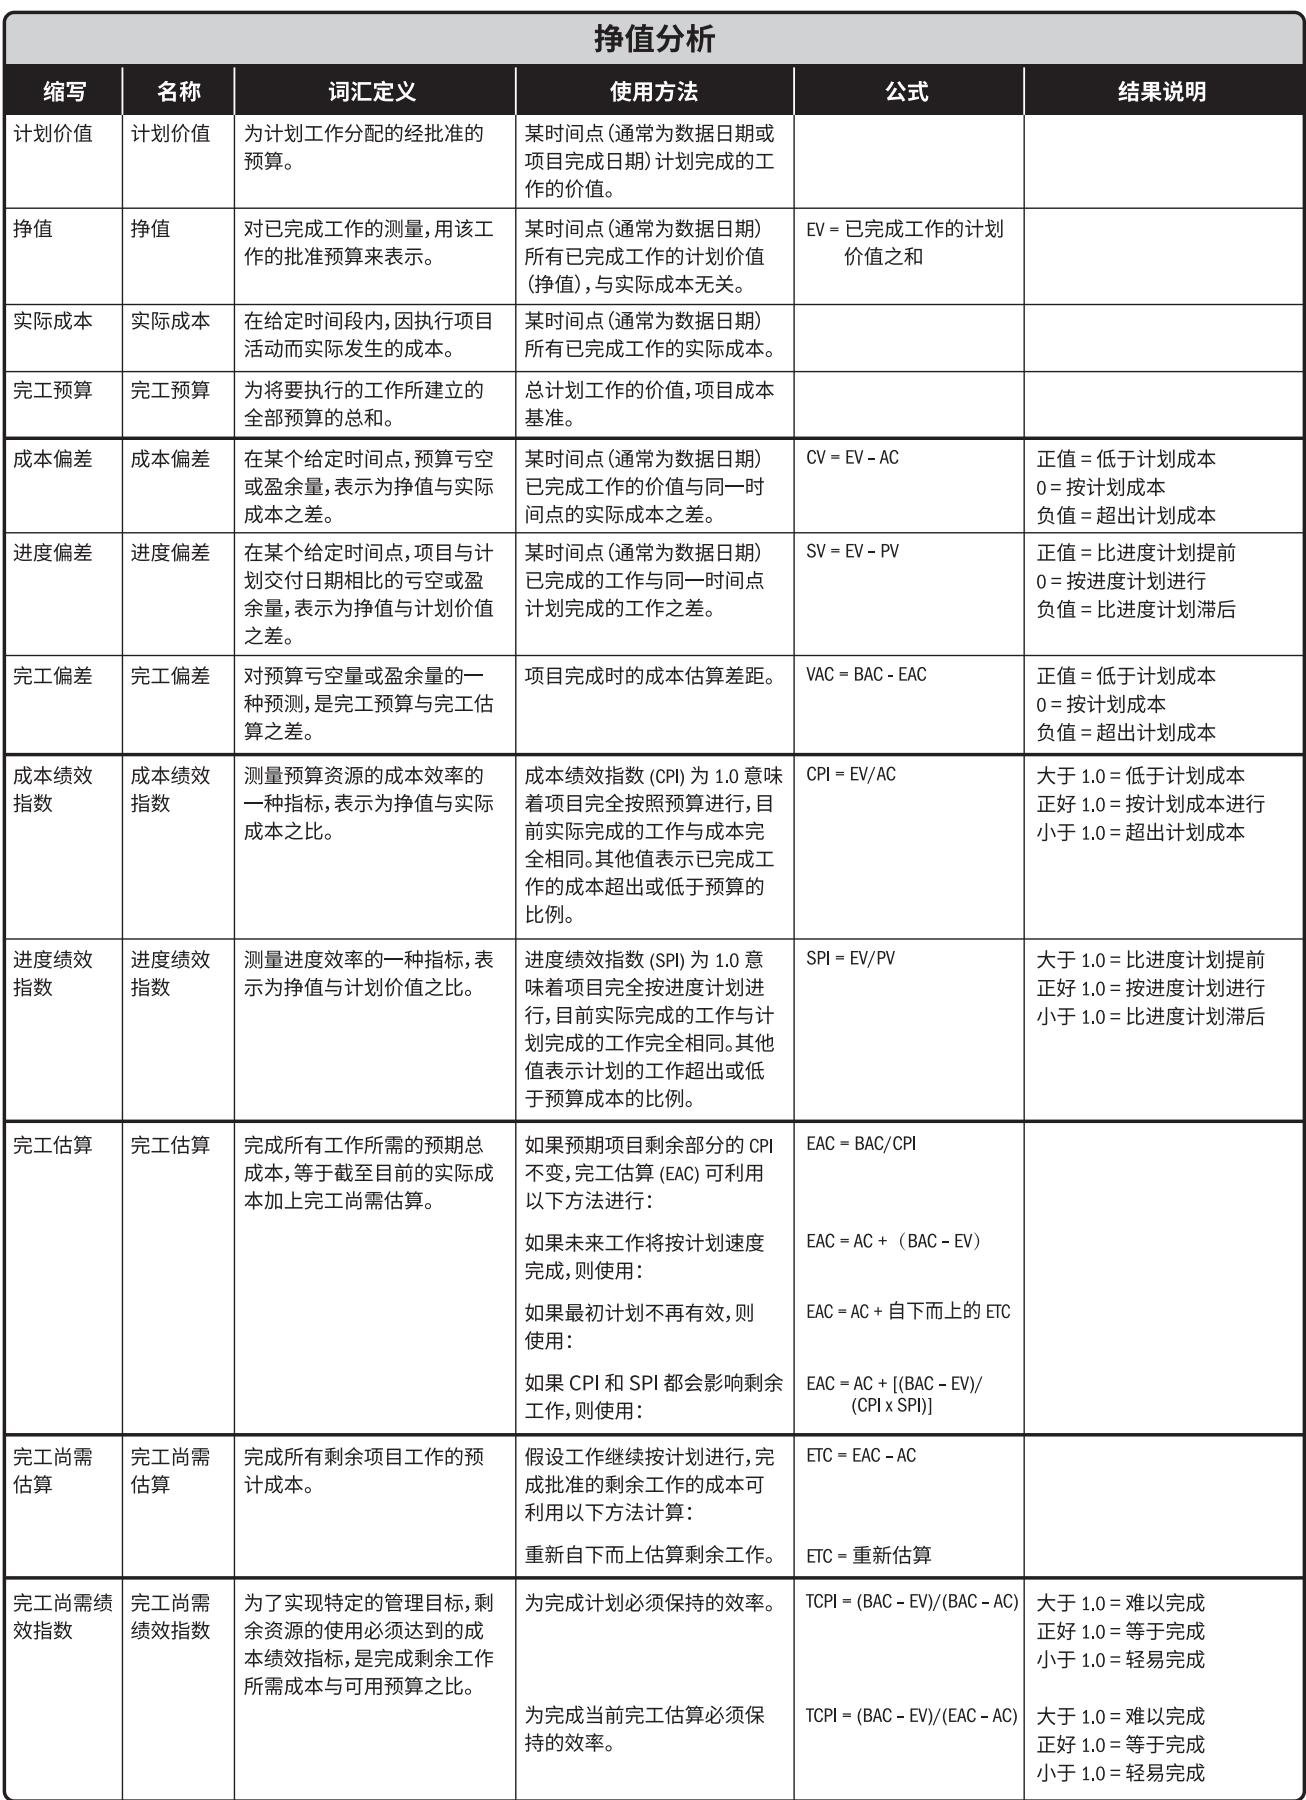 挣值分析
缩写 名称 词汇定义 使用方法 公式 结果说明
计划价值 计划价值 为计划工作分配的经批准的 某时间点(通常为数据日期或
预算。 项目完成日期)计划完成的工
作的价值。
挣值 挣值 对已完成工作的测量,用该工 某时间点(通常为数据日期) EV = 已完成工作的计划
作的批准预算来表示。 所有已完成工作的计划价值 价值之和
(挣值),与实际成本无关。
实际成本 实际成本 在给定时间段内,因执行项目 某时间点(通常为数据日期)
活动而实际发生的成本。 所有已完成工作的实际成本。
完工预算 完工预算 为将要执行的工作所建立的 总计划工作的价值,项目成本
全部预算的总和。 基准。
成本偏差 成本偏差 在某个给定时间点,预算亏空 某时间点(通常为数据日期) CV = EV – AC 正值 = 低于计划成本
或盈余量,表示为挣值与实际 已完成工作的价值与同一时 0 = 按计划成本
成本之差。 间点的实际成本之差。 负值 = 超出计划成本
进度偏差 进度偏差 在某个给定时间点,项目与计 某时间点(通常为数据日期) SV = EV – PV 正值 = 比进度计划提前
划交付日期相比的亏空或盈 已完成的工作与同一时间点 0 = 按进度计划进行
余量,表示为挣值与计划价值 计划完成的工作之差。 负值 = 比进度计划滞后
之差。
完工偏差 完工偏差 对预算亏空量或盈余量的一 项目完成时的成本估算差距。 VAC = BAC - EAC 正值 = 低于计划成本
种预测,是完工预算与完工估 0 = 按计划成本
算之差。 负值 = 超出计划成本
成本绩效 成本绩效 测量预算资源的成本效率的 成本绩效指数 (CPI) 为 1.0 意味 CPI = EV/AC 大于 1.0 = 低于计划成本
指数 指数 一种指标,表示为挣值与实际 着项目完全按照预算进行,目 正好 1.0 = 按计划成本进行
成本之比。 前实际完成的工作与成本完 小于 1.0 = 超出计划成本
全相同。其他值表示已完成工
作的成本超出或低于预算的
比例。
进度绩效 进度绩效 测量进度效率的一种指标,表 进度绩效指数 (SPI) 为 1.0 意 SPI = EV/PV 大于 1.0 = 比进度计划提前
指数 指数 示为挣值与计划价值之比。 味着项目完全按进度计划进 正好 1.0 = 按进度计划进行
行,目前实际完成的工作与计 小于 1.0 = 比进度计划滞后
划完成的工作完全相同。其他
值表示计划的工作超出或低
于预算成本的比例。
完工估算 完工估算 完成所有工作所需的预期总 如果预期项目剩余部分的 CPI EAC = BAC/CPI
成本,等于截至目前的实际成 不变,完工估算 (EAC) 可利用
本加上完工尚需估算。 以下方法进行:
如果未来工作将按计划速度 EAC = AC + (BAC – EV)
完成,则使用:
如果最初计划不再有效,则 EAC = AC + 自下而上的 ETC
使用:
如果 CPI 和 SPI 都会影响剩余 EAC = AC + [(BAC – EV)/
工作,则使用: (CPI x SPI)]
完工尚需 完工尚需 完成所有剩余项目工作的预 假设工作继续按计划进行,完 ETC = EAC – AC
估算 估算 计成本。 成批准的剩余工作的成本可
利用以下方法计算:
重新自下而上估算剩余工作。 ETC = 重新估算
完工尚需绩 完工尚需 为了实现特定的管理目标,剩 为完成计划必须保持的效率。 TCPI = (BAC – EV)/(BAC – AC) 大于 1.0 = 难以完成
效指数 绩效指数 余资源的使用必须达到的成 正好 1.0 = 等于完成
本绩效指标,是完成剩余工作 小于 1.0 = 轻易完成
所需成本与可用预算之比。
为完成当前完工估算必须保 TCPI = (BAC – EV)/(EAC – AC) 大于 1.0 = 难以完成
持的效率。 正好 1.0 = 等于完成
小于 1.0 = 轻易完成